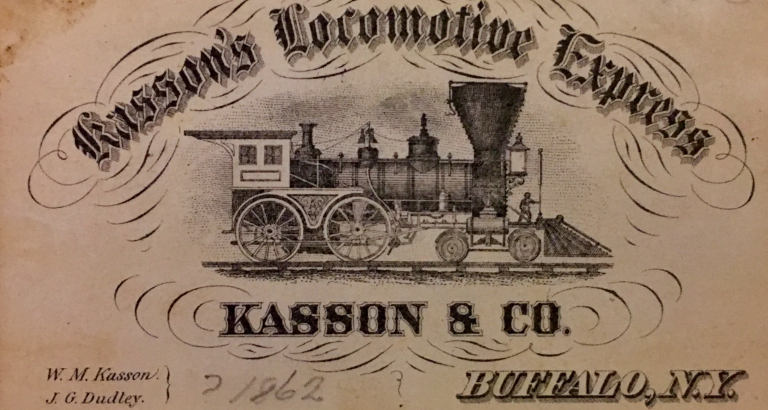 Kasson's Locomotive Express
KASSON & CO.
W. M. Kasson.
J. G. Dudley.
? 1862
BUFFALO, N.Y.